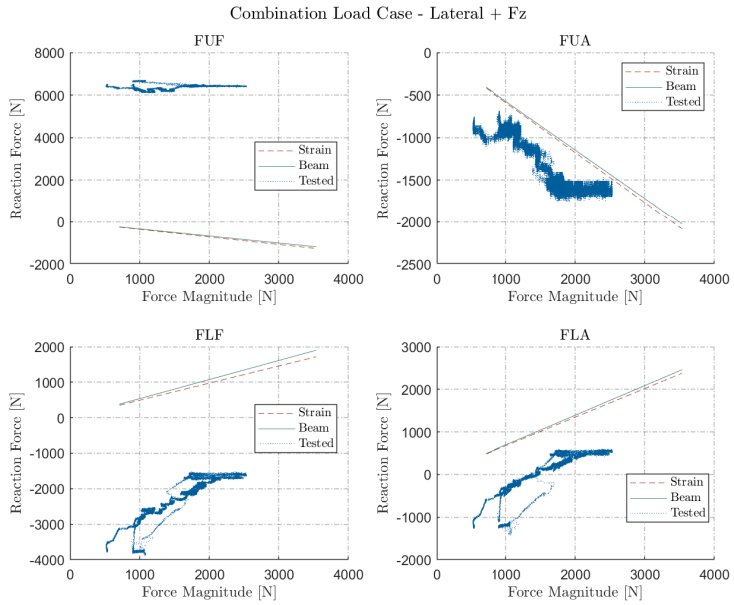 Combination Load Case - Lateral + Fz
FUF
Reaction Force [N]
8000
6000
4000
2000
0
-2000
0 1000 2000 3000 4000
Force Magnitude [N]
Strain
Beam
Tested
FUA
Reaction Force [N]
0
-500
-1000
-1500
-2000
-2500
0 1000 2000 3000 4000
Force Magnitude [N]
Strain
Beam
Tested
FLF
Reaction Force [N]
2000
1000
0
-1000
-2000
-3000
-4000
0 1000 2000 3000 4000
Force Magnitude [N]
Strain
Beam
Tested
FLA
Reaction Force [N]
3000
2000
1000
0
-1000
-2000
0 1000 2000 3000 4000
Force Magnitude [N]
Strain
Beam
Tested